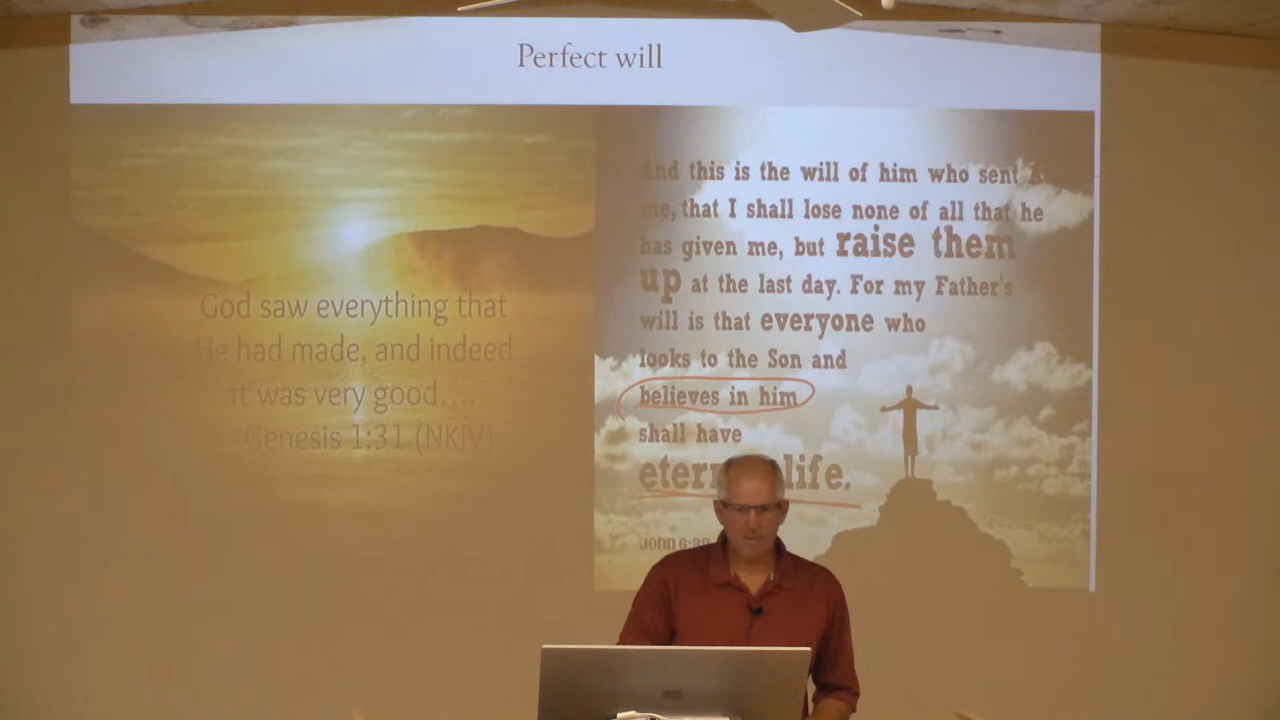 Perfect will
God saw everything that
He had made, and indeed
it was very good....
Genesis 1:31 (NKJV)
And this is the will of him who sent
me, that I shall lose none of all that he
has given me, but raise them
up at the last day. For my Father's
will is that everyone who
looks to the Son and
believes in him
shall have
life.
John